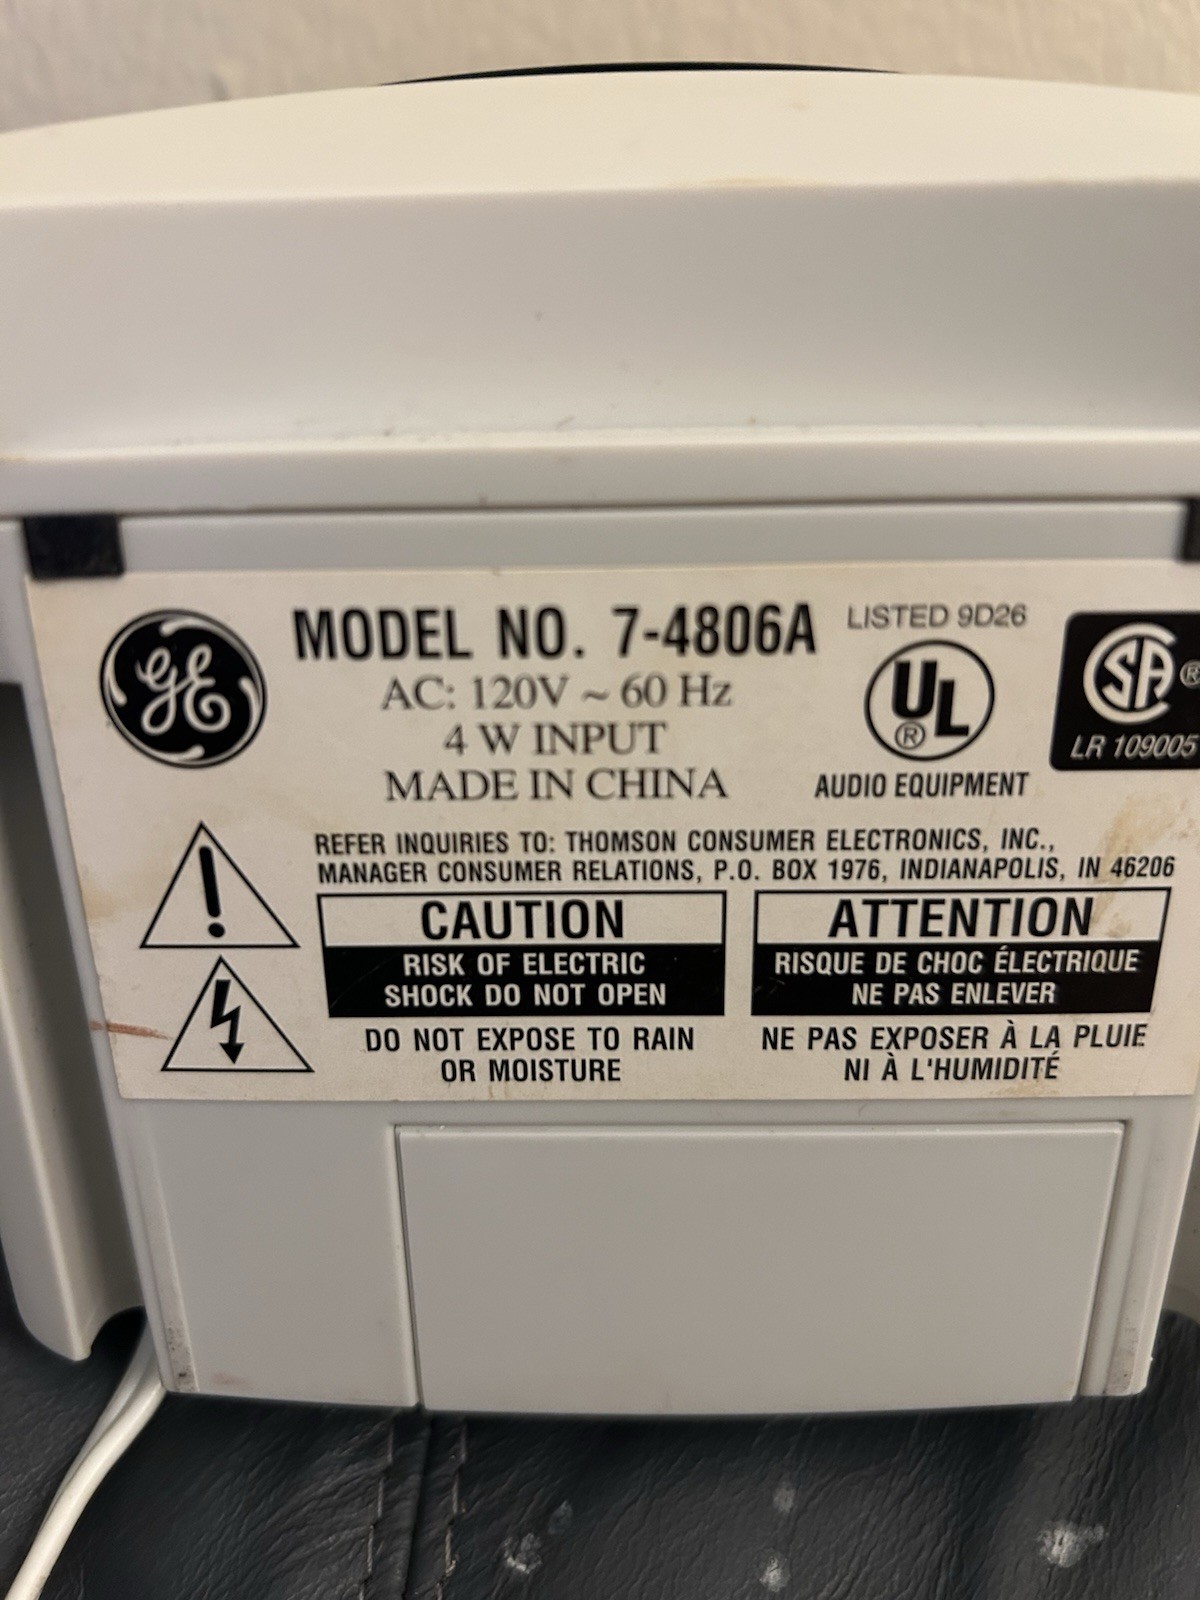 GE
MODEL NO. 7-4806A
AC: 120V ~ 60 Hz
4 W INPUT
MADE IN CHINA
LISTED 9D26
UL ®
AUDIO EQUIPMENT
SA ®
LR 109005
REFER INQUIRIES TO: THOMSON CONSUMER ELECTRONICS, INC.,
MANAGER CONSUMER RELATIONS, P.O. BOX 1976, INDIANAPOLIS, IN 46206
CAUTION
RISK OF ELECTRIC
SHOCK DO NOT OPEN
DO NOT EXPOSE TO RAIN
OR MOISTURE
ATTENTION
RISQUE DE CHOC ÉLECTRIQUE
NE PAS ENLEVER
NE PAS EXPOSER À LA PLUIE
NI À L'HUMIDITÉ